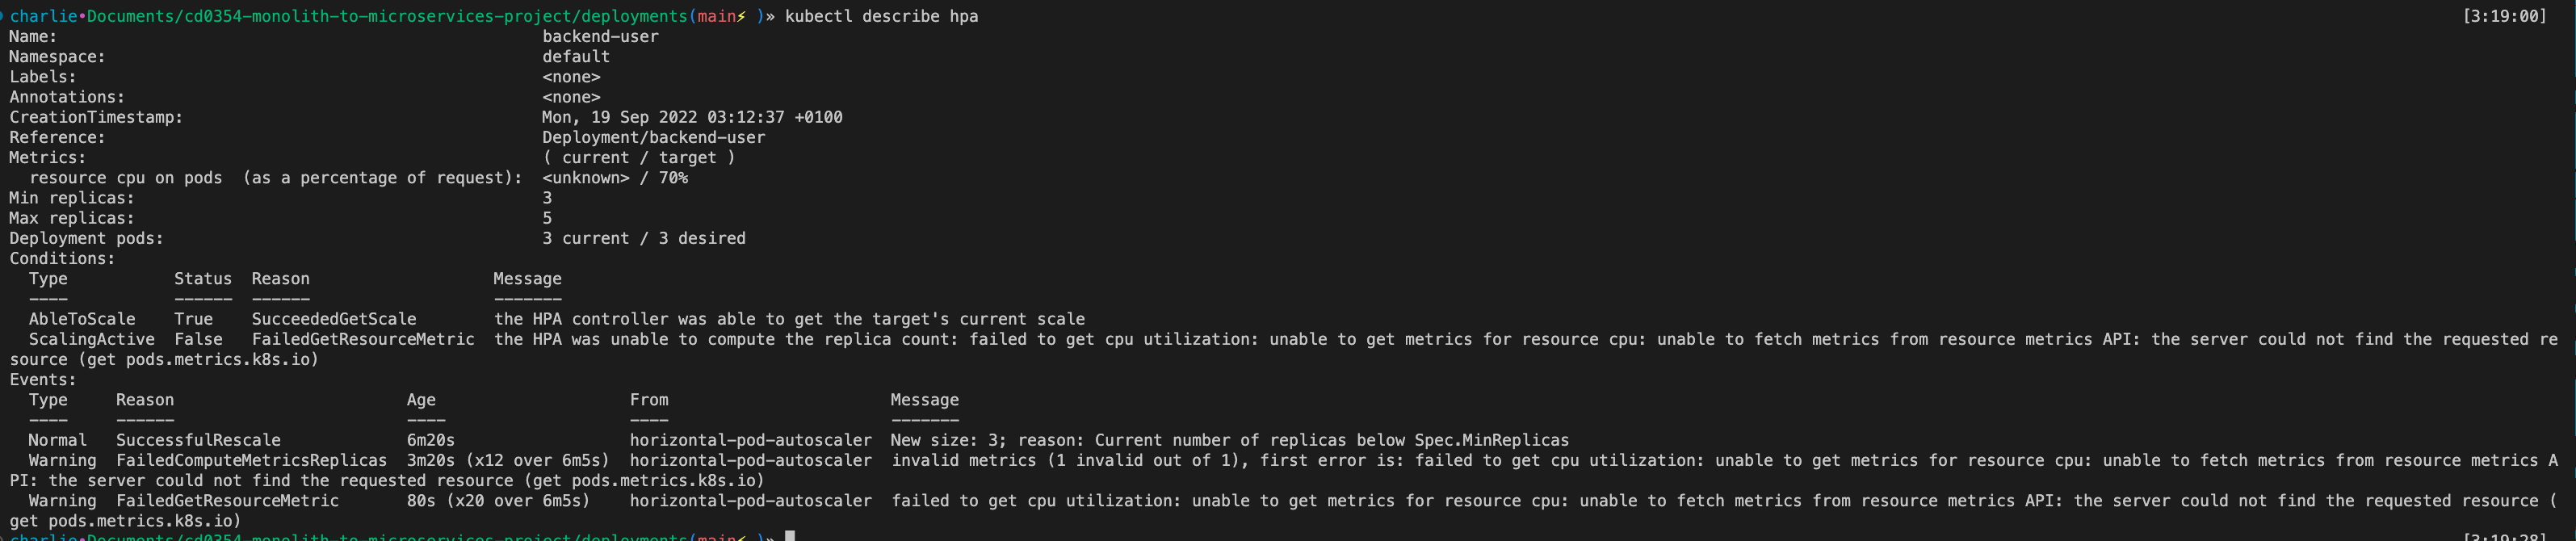 charlie•Documents/cd0354-monolith-to-microservices-project/deployments(main⚡ )» kubectl describe hpa [3:19:00]
Name: backend-user
Namespace: default
Labels: <none>
Annotations: <none>
CreationTimestamp: Mon, 19 Sep 2022 03:12:37 +0100
Reference: Deployment/backend-user
Metrics: ( current / target )
resource cpu on pods (as a percentage of request): <unknown> / 70%
Min replicas: 3
Max replicas: 5
Deployment pods: 3 current / 3 desired
Conditions:
Type Status Reason Message
---- ------ ------ -------
AbleToScale True SucceededGetScale the HPA controller was able to get the target's current scale
ScalingActive False FailedGetResourceMetric the HPA was unable to compute the replica count: failed to get cpu utilization: unable to get metrics for resource cpu: unable to fetch metrics from resource metrics API: the server could not find the requested re
source (get pods.metrics.k8s.io)
Events:
Type Reason Age From Message
---- ------ ---- ---- -------
Normal SuccessfulRescale 6m20s horizontal-pod-autoscaler New size: 3; reason: Current number of replicas below Spec.MinReplicas
Warning FailedComputeMetricsReplicas 3m20s (x12 over 6m5s) horizontal-pod-autoscaler invalid metrics (1 invalid out of 1), first error is: failed to get cpu utilization: unable to get metrics for resource cpu: unable to fetch metrics from resource metrics A
PI: the server could not find the requested resource (get pods.metrics.k8s.io)
Warning FailedGetResourceMetric 80s (x20 over 6m5s) horizontal-pod-autoscaler failed to get cpu utilization: unable to get metrics for resource cpu: unable to fetch metrics from resource metrics API: the server could not find the requested resource (
get pods.metrics.k8s.io)
charlie•Documents/cd0354-monolith-to-microservices-project/deployments(main⚡ )» [3:19:28]